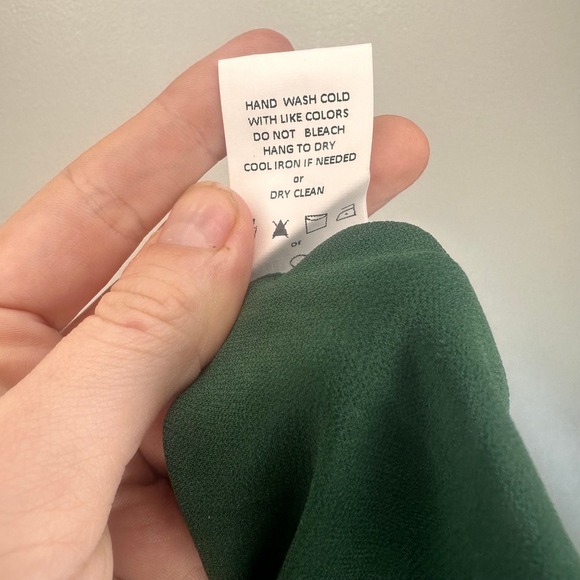 HAND WASH COLD
WITH LIKE COLORS
DO NOT BLEACH
HANG TO DRY
COOL IRON IF NEEDED
or
DRY CLEAN
or